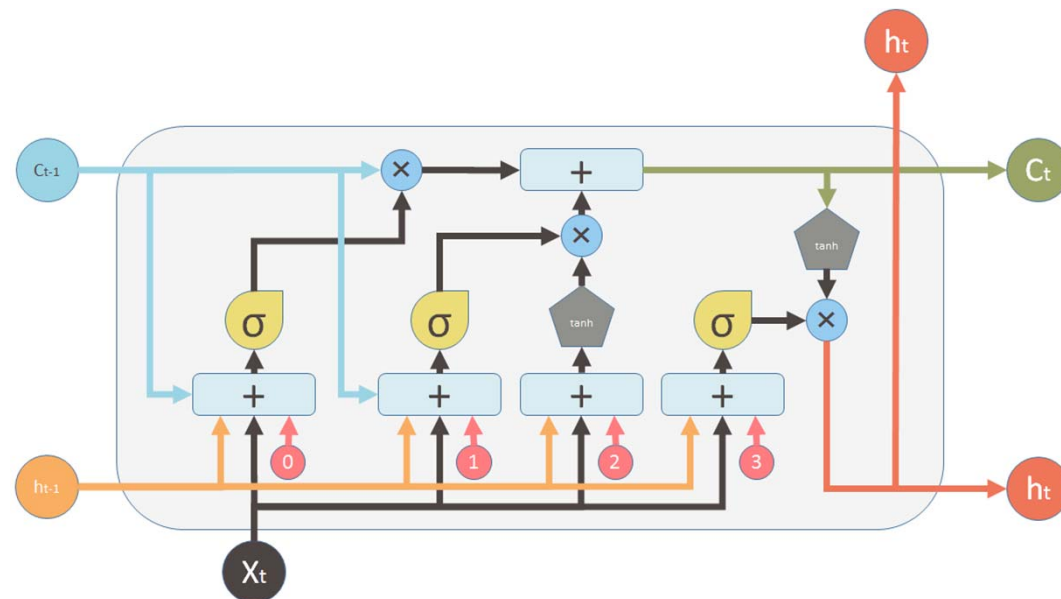 ht
Ct-1
×
+
Ct
×
tanh
σ
σ
tanh
σ
×
+
+
+
+
0
1
2
3
ht-1
ht
Xt